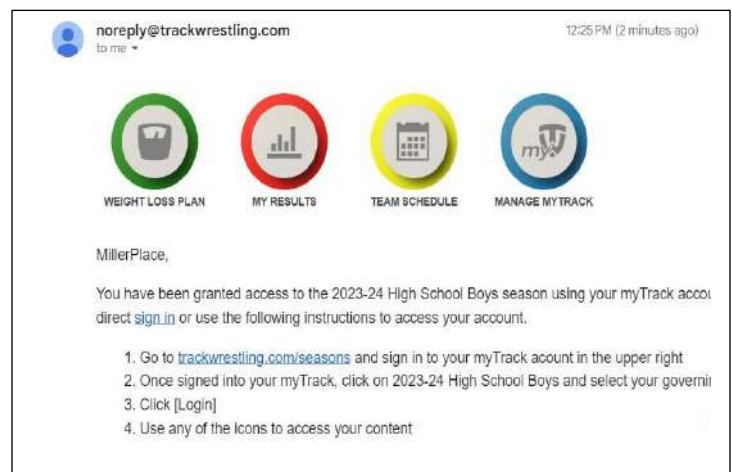 noreply@trackwrestling.com 12:25 PM (2 minutes ago)
to me
my W
WEIGHT LOSS PLAN MY RESULTS TEAM SCHEDULE MANAGE MYTRACK
MillerPlace,
You have been granted access to the 2023-24 High School Boys season using your myTrack accou
direct sign in or use the following instructions to access your account.
1. Go to trackwrestling.com/seasons and sign in to your myTrack acount in the upper right
2. Once signed into your myTrack, click on 2023-24 High School Boys and select your governi
3. Click [Login]
4. Use any of the icons to access your content